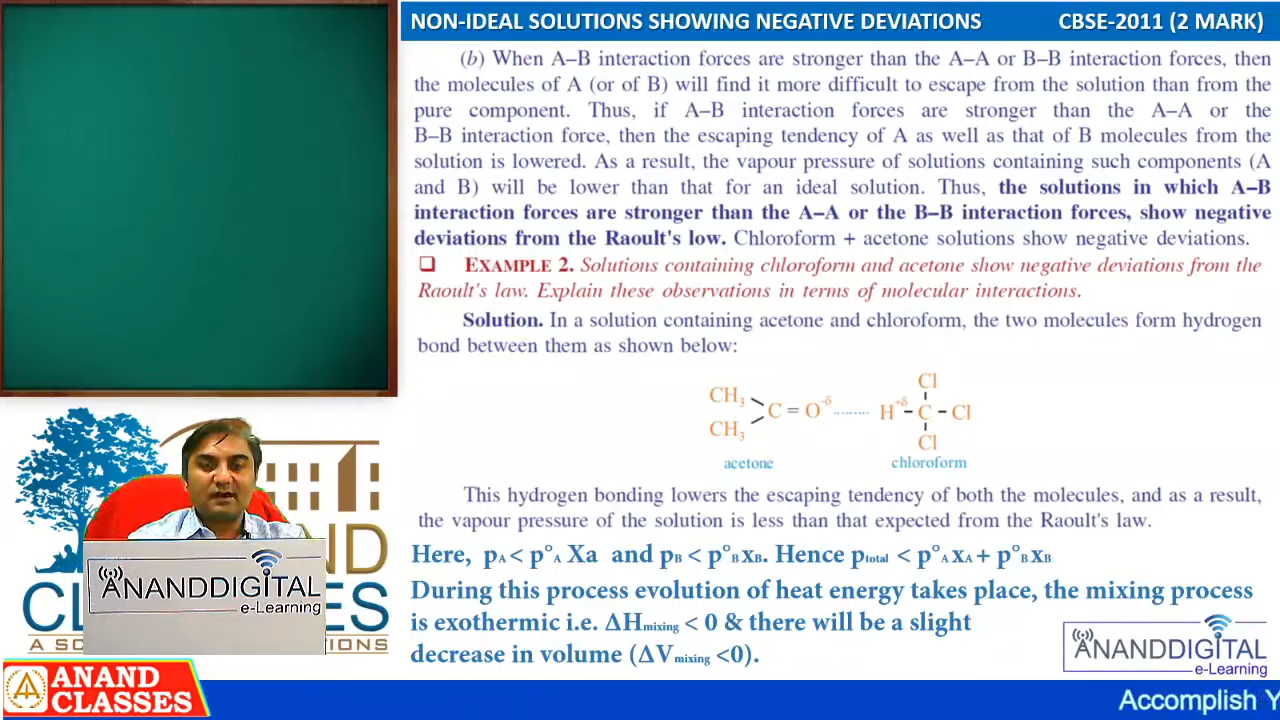 NON-IDEAL SOLUTIONS SHOWING NEGATIVE DEVIATIONS CBSE-2011 (2 MARK)
(b) When A–B interaction forces are stronger than the A–A or B–B interaction forces, then
the molecules of A (or of B) will find it more difficult to escape from the solution than from the
pure component. Thus, if A–B interaction forces are stronger than the A–A or the
B–B interaction force, then the escaping tendency of A as well as that of B molecules from the
solution is lowered. As a result, the vapour pressure of solutions containing such components (A
and B) will be lower than that for an ideal solution. Thus, the solutions in which A–B
interaction forces are stronger than the A–A or the B–B interaction forces, show negative
deviations from the Raoult's law. Chloroform + acetone solutions show negative deviations.
❑ EXAMPLE 2. Solutions containing chloroform and acetone show negative deviations from the
Raoult's law. Explain these observations in terms of molecular interactions.
Solution. In a solution containing acetone and chloroform, the two molecules form hydrogen
bond between them as shown below:
Cl
CH₃
C = O⁻ᵟ ......... H⁺ᵟ – C – Cl
CH₃
Cl
acetone chloroform
This hydrogen bonding lowers the escaping tendency of both the molecules, and as a result,
the vapour pressure of the solution is less than that expected from the Raoult's law.
Here, pA < p°A Xa and pB < p°B xB. Hence ptotal < p°A xA + p°B xB
During this process evolution of heat energy takes place, the mixing process
is exothermic i.e. ΔHmixing < 0 & there will be a slight
decrease in volume (ΔVmixing <0).
ANANDDIGITAL
e-Learning
ANANDDIGITAL
e-Learning
ANAND
CLASSES
Accomplish Y